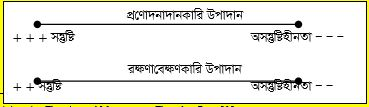 প্রণোদনাদানকারি উপাদান
+ + + সন্তুষ্টি অসন্তুষ্টিহীনতা - - -
রক্ষণাবেক্ষণকারি উপাদান
+ + সন্তুষ্টি অসন্তুষ্টিহীনতা - -